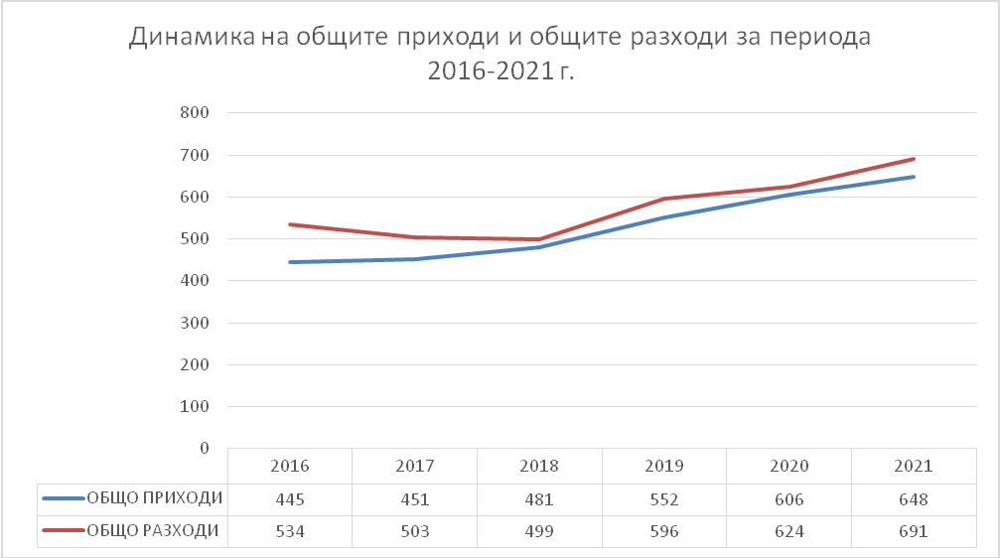 Динамика на общите приходи и общите разходи за периода
2016-2021 г.
800
700
600
500
400
300
200
100
0
2016 2017 2018 2019 2020 2021
ОБЩО ПРИХОДИ 445 451 481 552 606 648
ОБЩО РАЗХОДИ 534 503 499 596 624 691